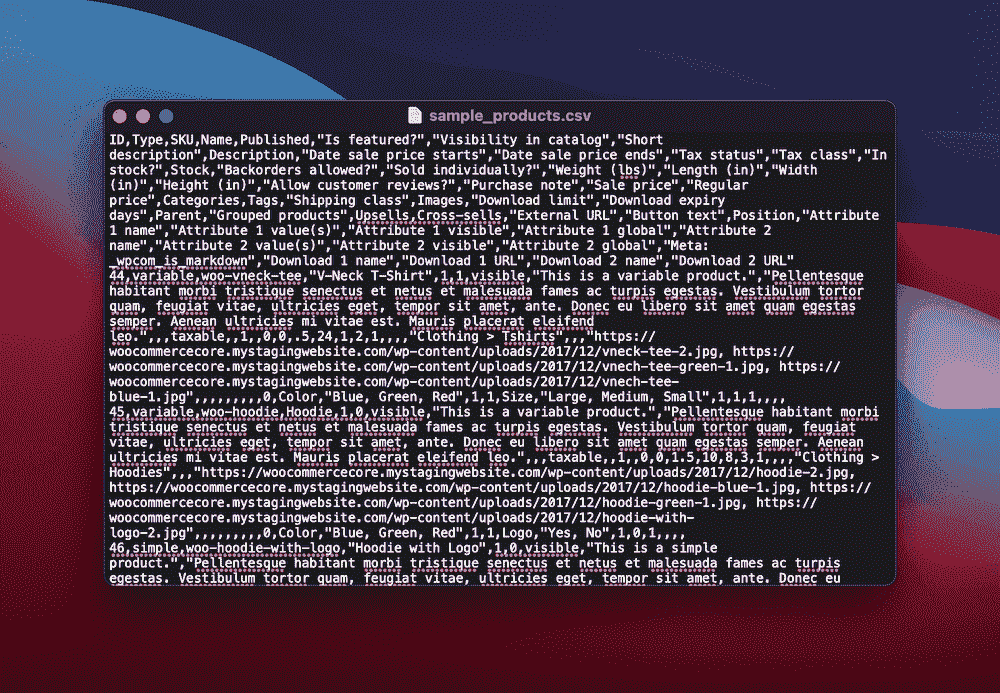 sample_products.csv
ID,Type,SKU,Name,Published,"Is featured?","Visibility in catalog","Short
description",Description,"Date sale price starts","Date sale price ends","Tax status","Tax class","In
stock?",Stock,"Backorders allowed?","Sold individually?","Weight (lbs)","Length (in)","Width
(in)","Height (in)","Allow customer reviews?","Purchase note","Sale price","Regular
price",Categories,Tags,"Shipping class",Images,"Download limit","Download expiry
days",Parent,"Grouped products",Upsells,Cross-sells,"External URL","Button text",Position,"Attribute
1 name","Attribute 1 value(s)","Attribute 1 visible","Attribute 1 global","Attribute 2
name","Attribute 2 value(s)","Attribute 2 visible","Attribute 2 global","Meta:
_wpcom_is_markdown","Download 1 name","Download 1 URL","Download 2 name","Download 2 URL"
44,variable,woo-vneck-tee,"V-Neck T-Shirt",1,1,visible,"This is a variable product.","Pellentesque
habitant morbi tristique senectus et netus et malesuada fames ac turpis egestas. Vestibulum tortor
quam, feugiat vitae, ultricies eget, tempor sit amet, ante. Donec eu libero sit amet quam egestas
semper. Aenean ultricies mi vitae est. Mauris placerat eleifend
leo.",,,taxable,,1,,0,0,.5,24,1,2,1,,,,"Clothing > Tshirts",,,"https://
woocommercecore.mystagingwebsite.com/wp-content/uploads/2017/12/vneck-tee-2.jpg, https://
woocommercecore.mystagingwebsite.com/wp-content/uploads/2017/12/vnech-tee-green-1.jpg, https://
woocommercecore.mystagingwebsite.com/wp-content/uploads/2017/12/vnech-tee-
blue-1.jpg",,,,,,,,,0,Color,"Blue, Green, Red",1,1,Size,"Large, Medium, Small",1,1,1,,,,
45,variable,woo-hoodie,Hoodie,1,0,visible,"This is a variable product.","Pellentesque habitant morbi
tristique senectus et netus et malesuada fames ac turpis egestas. Vestibulum tortor quam, feugiat
vitae, ultricies eget, tempor sit amet, ante. Donec eu libero sit amet quam egestas semper. Aenean
ultricies mi vitae est. Mauris placerat eleifend leo.",,,taxable,,1,,0,0,1.5,10,8,3,1,,,,"Clothing >
Hoodies",,,"https://woocommercecore.mystagingwebsite.com/wp-content/uploads/2017/12/hoodie-2.jpg,
https://woocommercecore.mystagingwebsite.com/wp-content/uploads/2017/12/hoodie-blue-1.jpg, https://
woocommercecore.mystagingwebsite.com/wp-content/uploads/2017/12/hoodie-green-1.jpg, https://
woocommercecore.mystagingwebsite.com/wp-content/uploads/2017/12/hoodie-with-
logo-2.jpg",,,,,,,,,0,Color,"Blue, Green, Red",1,1,Logo,"Yes, No",1,0,1,,,,
46,simple,woo-hoodie-with-logo,"Hoodie with Logo",1,0,visible,"This is a simple
product.","Pellentesque habitant morbi tristique senectus et netus et malesuada fames ac turpis
egestas. Vestibulum tortor quam, feugiat vitae, ultricies eget, tempor sit amet, ante. Donec eu